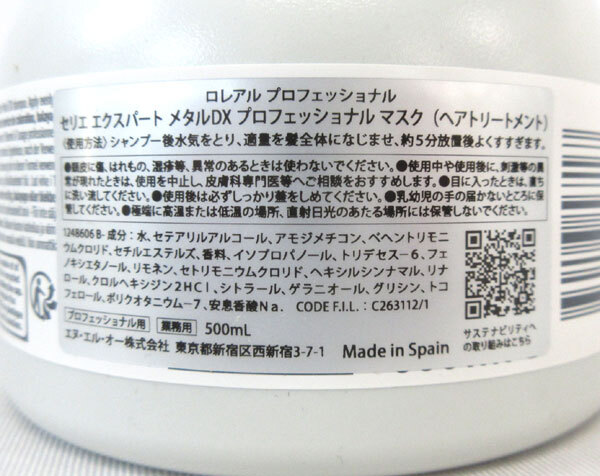 ロレアル プロフェッショナル
セリエ エクスパート メタルDX プロフェッショナル マスク（ヘアトリートメント）
〈使用方法〉シャンプー後水気をとり、適量を髪全体になじませ、約5分放置後よくすすぎます。
●頭皮に傷、はれもの、湿疹等、異常のあるときは使わないでください。●使用中や使用後に、刺激等の異
常が現れたときは、使用を中止し、皮膚科専門医等へご相談をおすすめします。●目に入ったときは、直ち
に洗い流してください。●使用後は必ずしっかり蓋をしめてください。●乳幼児の手の届かないところに保
管してください。●極端に高温または低温の場所、直射日光のあたる場所には保管しないでください。
1248606 B- 成分：水、セテアリルアルコール、アモジメチコン、ベヘントリモニ
ウムクロリド、セチルエステルズ、香料、イソプロパノール、トリデセス-6、フェ
ノキシエタノール、リモネン、セトリモニウムクロリド、ヘキシルシンナマル、リナ
ロール、クロルヘキシジン2HCl、シトラール、ゲラニオール、グリシン、トコ
フェロール、ポリクオタニウム-7、安息香酸Na. CODE F.I.L. : C263112/1
プロフェッショナル用 業務用 500mL
エヌ・エル・オー株式会社 東京都新宿区西新宿3-7-1 Made in Spain
サステナビリティへ
の取り組みはこちら